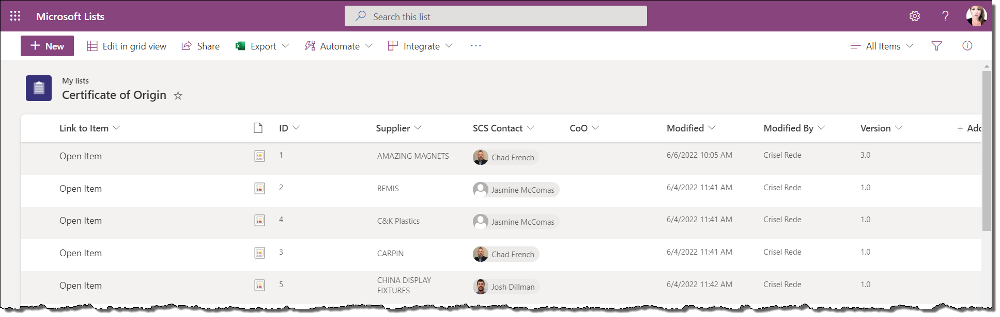 Microsoft Lists
Search this list
?
+ New
Edit in grid view
Share
Export
Automate
Integrate
...
All Items
My lists
Certificate of Origin
Link to Item ID Supplier SCS Contact CoO Modified Modified By Version + Add
Open Item 1 AMAZING MAGNETS Chad French 6/6/2022 10:05 AM Crisel Rede 3.0
Open Item 2 BEMIS Jasmine McComas 6/4/2022 11:41 AM Crisel Rede 1.0
Open Item 4 C&K Plastics Jasmine McComas 6/4/2022 11:41 AM Crisel Rede 1.0
Open Item 3 CARPIN Chad French 6/4/2022 11:41 AM Crisel Rede 1.0
Open Item 5 CHINA DISPLAY FIXTURES Josh Dillman 6/4/2022 11:42 AM Crisel Rede 1.0